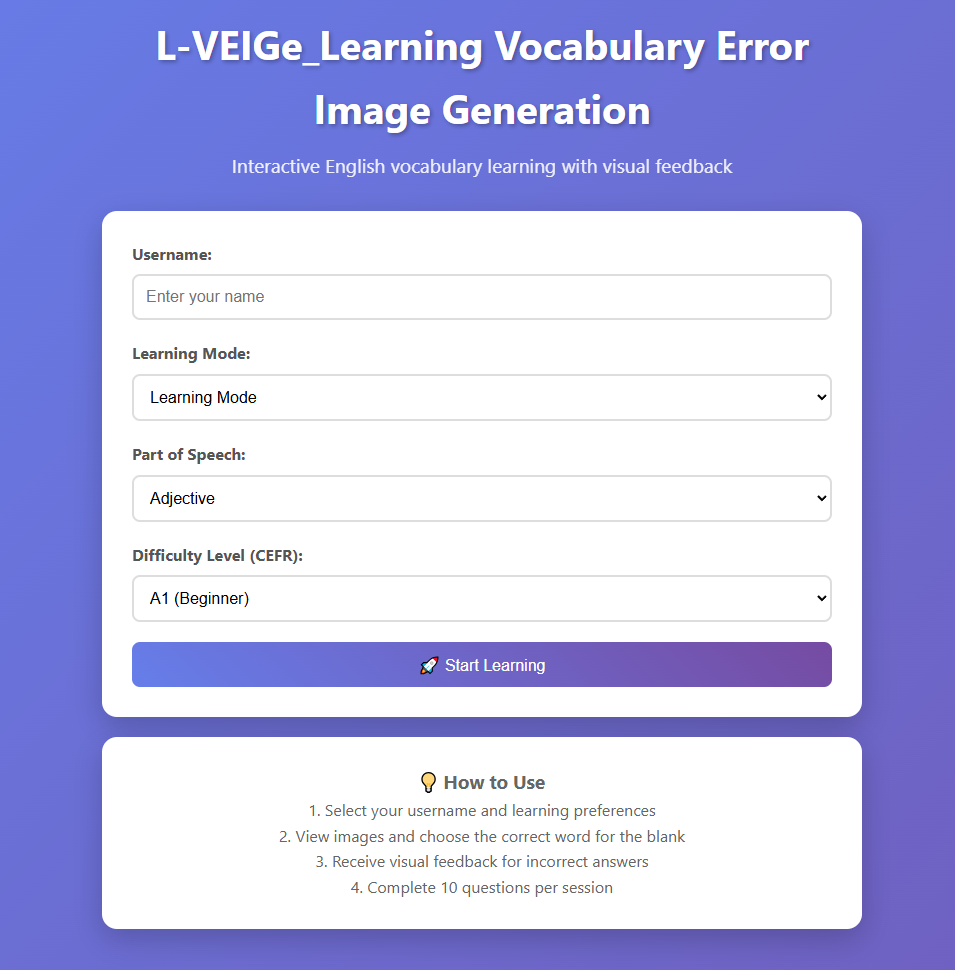 L-VEIGe_Learning Vocabulary Error
Image Generation
Interactive English vocabulary learning with visual feedback
Username:
Enter your name
Learning Mode:
Learning Mode
Part of Speech:
Adjective
Difficulty Level (CEFR):
A1 (Beginner)
🚀 Start Learning
💡 How to Use
1. Select your username and learning preferences
2. View images and choose the correct word for the blank
3. Receive visual feedback for incorrect answers
4. Complete 10 questions per session